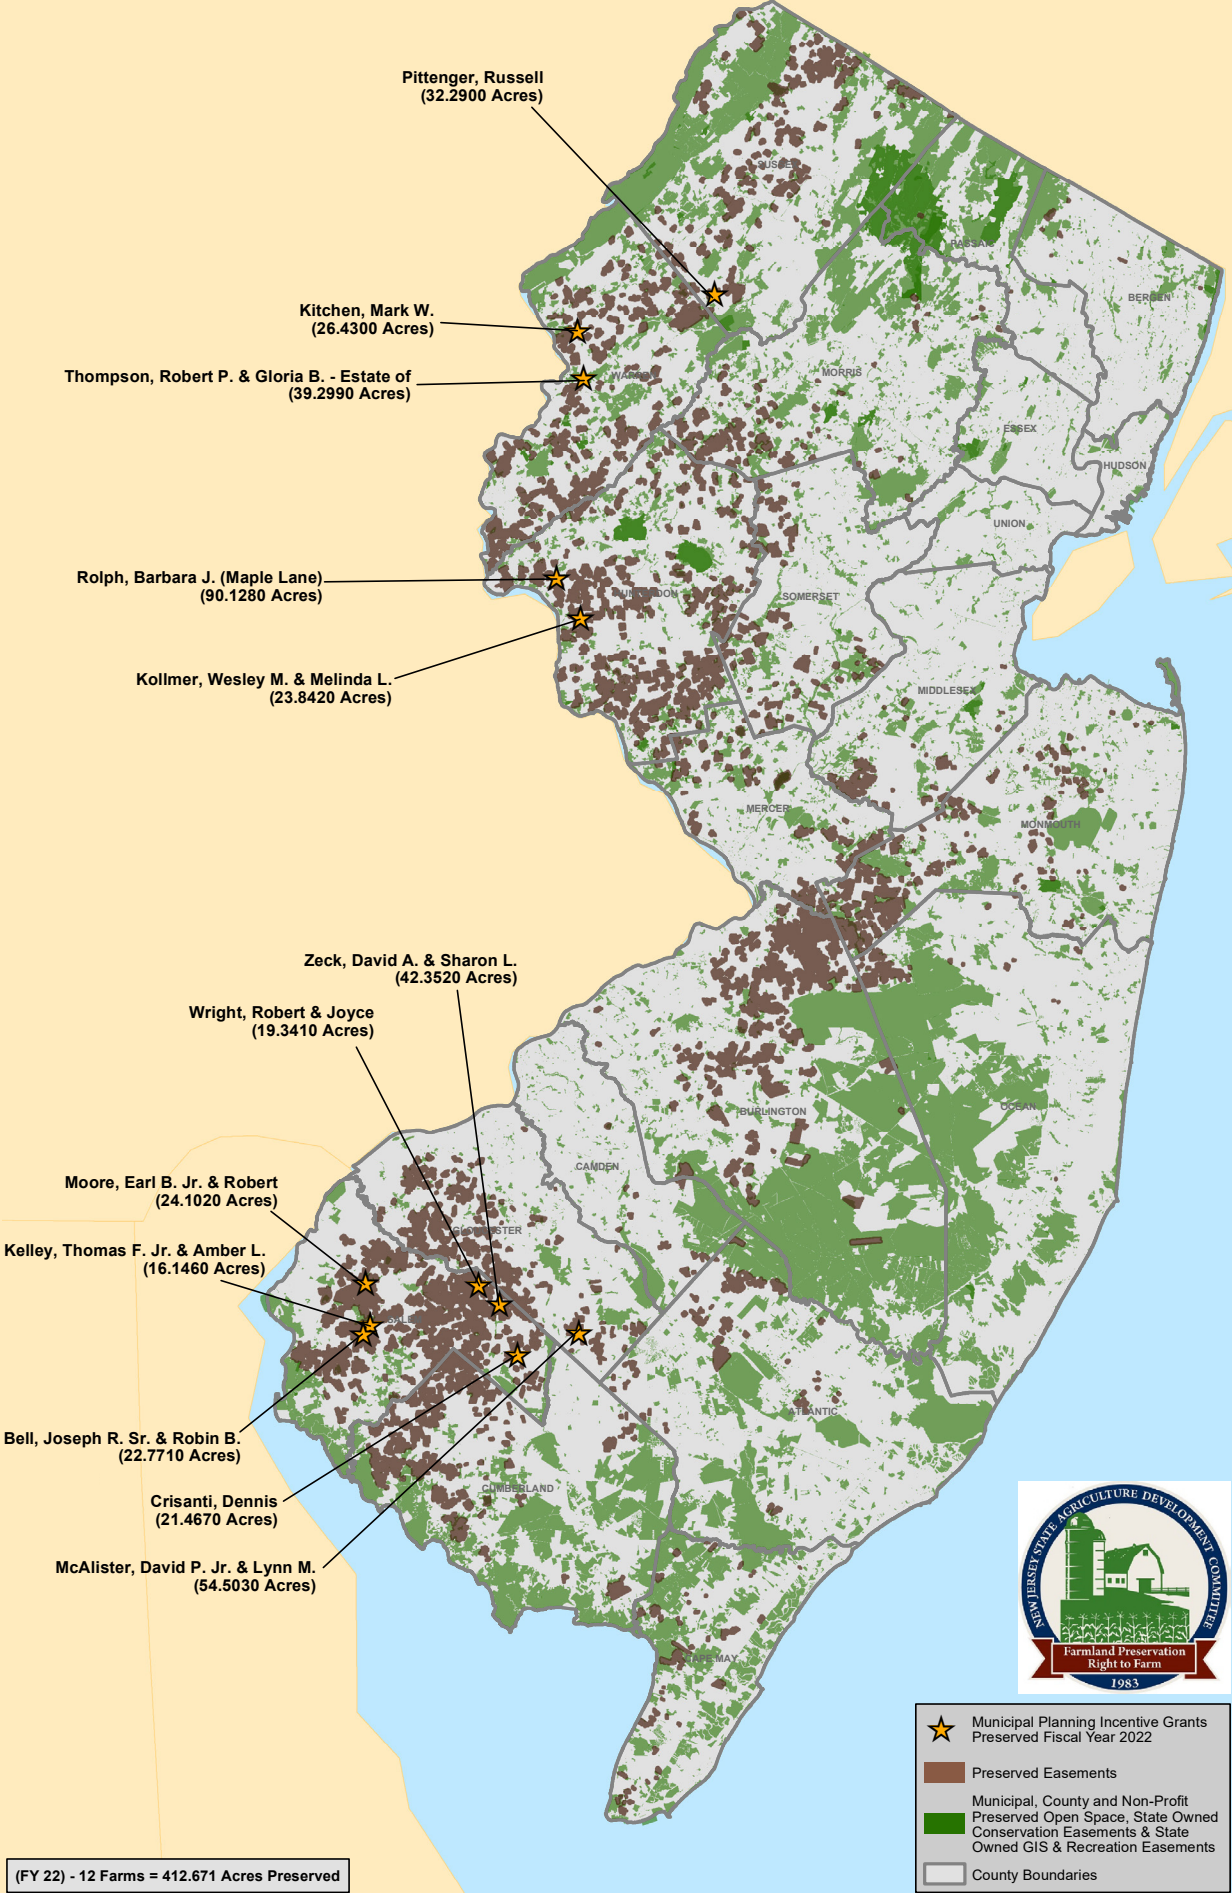 Pittenger, Russell
(32.2900 Acres)
SUSSEX
PASSAIC
BERGEN
Kitchen, Mark W.
(26.4300 Acres)
Thompson, Robert P. & Gloria B. - Estate of
(39.2990 Acres)
WARREN
MORRIS
ESSEX
HUDSON
UNION
Rolph, Barbara J. (Maple Lane)
(90.1280 Acres)
HUNTERDON
SOMERSET
Kollmer, Wesley M. & Melinda L.
(23.8420 Acres)
MIDDLESEX
MERCER
MONMOUTH
Zeck, David A. & Sharon L.
(42.3520 Acres)
Wright, Robert & Joyce
(19.3410 Acres)
BURLINGTON
OCEAN
CAMDEN
Moore, Earl B. Jr. & Robert
(24.1020 Acres)
GLOUCESTER
Kelley, Thomas F. Jr. & Amber L.
(16.1460 Acres)
SALEM
ATLANTIC
Bell, Joseph R. Sr. & Robin B.
(22.7710 Acres)
CUMBERLAND
Crisanti, Dennis
(21.4670 Acres)
McAlister, David P. Jr. & Lynn M.
(54.5030 Acres)
CAPE MAY
NEW JERSEY STATE AGRICULTURE DEVELOPMENT COMMITTEE
Farmland Preservation
Right to Farm
1983
Municipal Planning Incentive Grants
Preserved Fiscal Year 2022
Preserved Easements
Municipal, County and Non-Profit
Preserved Open Space, State Owned
Conservation Easements & State
Owned GIS & Recreation Easements
County Boundaries
(FY 22) - 12 Farms = 412.671 Acres Preserved